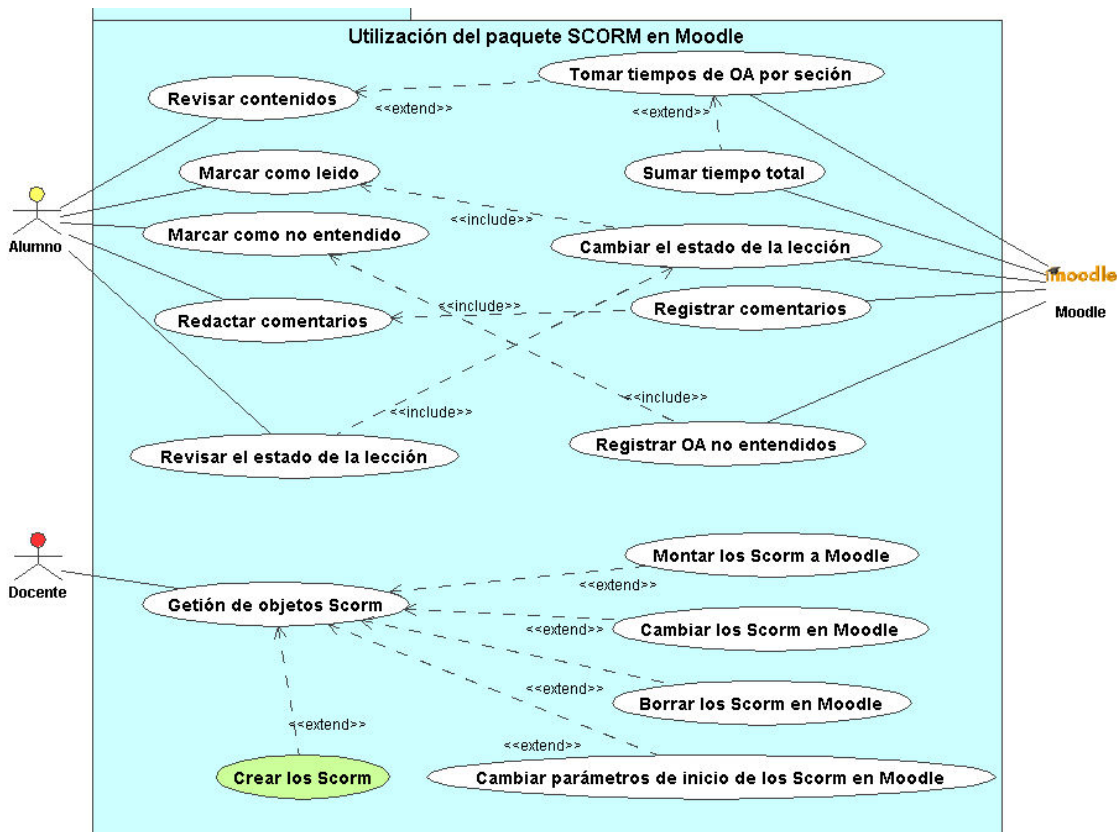 Utilización del paquete SCORM en Moodle
Tomar tiempos de OA por seción
Revisar contenidos
<<extend>>
<<extend>>
Marcar como leido
Sumar tiempo total
<<include>>
Marcar como no entendido
Cambiar el estado de la lección
Alumno
moodle
Moodle
<<include>>
Redactar comentarios
Registrar comentarios
<<include>>
<<include>>
Revisar el estado de la lección
Registrar OA no entendidos
Montar los Scorm a Moodle
Docente
<<extend>>
Getión de objetos Scorm
<<extend>>
Cambiar los Scorm en Moodle
<<extend>>
Borrar los Scorm en Moodle
<<extend>>
<<extend>>
Crear los Scorm
Cambiar parámetros de inicio de los Scorm en Moodle